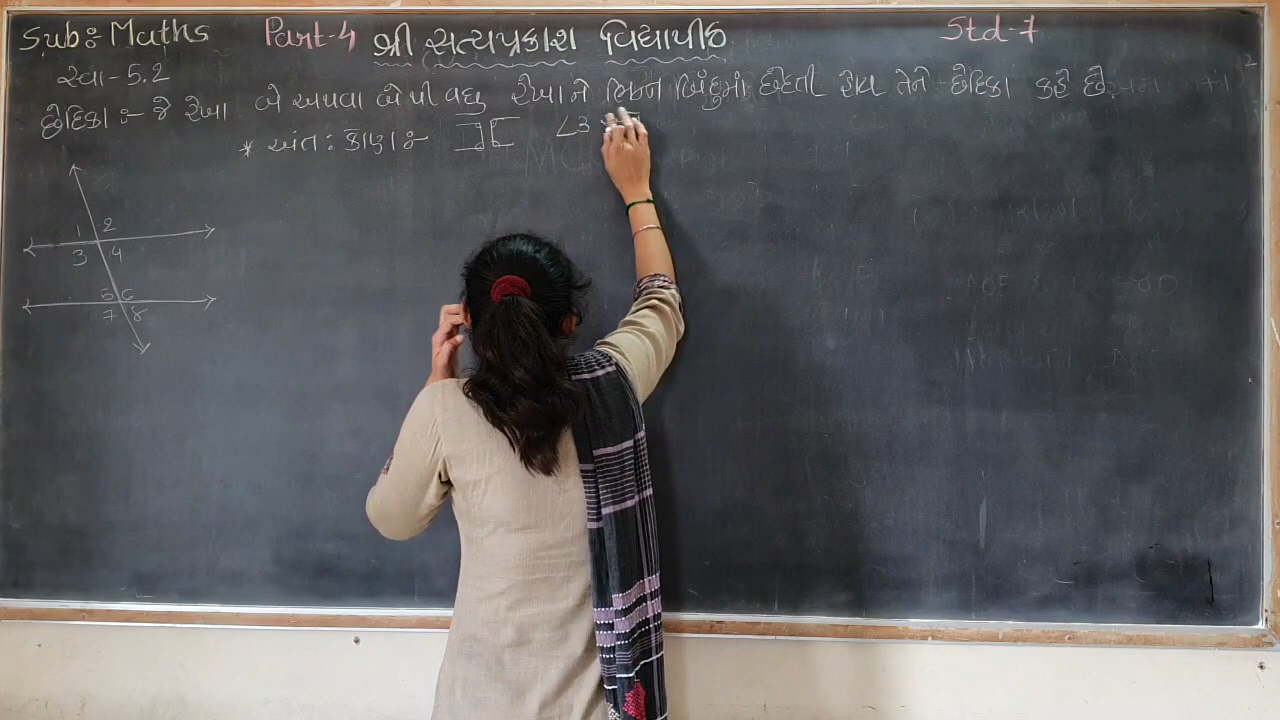 Sub: Maths Part-4 શ્રી સત્યપ્રકાશ વિદ્યાપીઠ Std-7
સ્વા-5.2
છેદિકા :- જે રેખા બે અથવા બેથી વધુ રેખાને ભિન્ન બિંદુમાં છેદતી હોય તેને છેદિકા કહે છે.
* અંત: કોણ :- ∠3
1 2
3 4
5 6
7 8